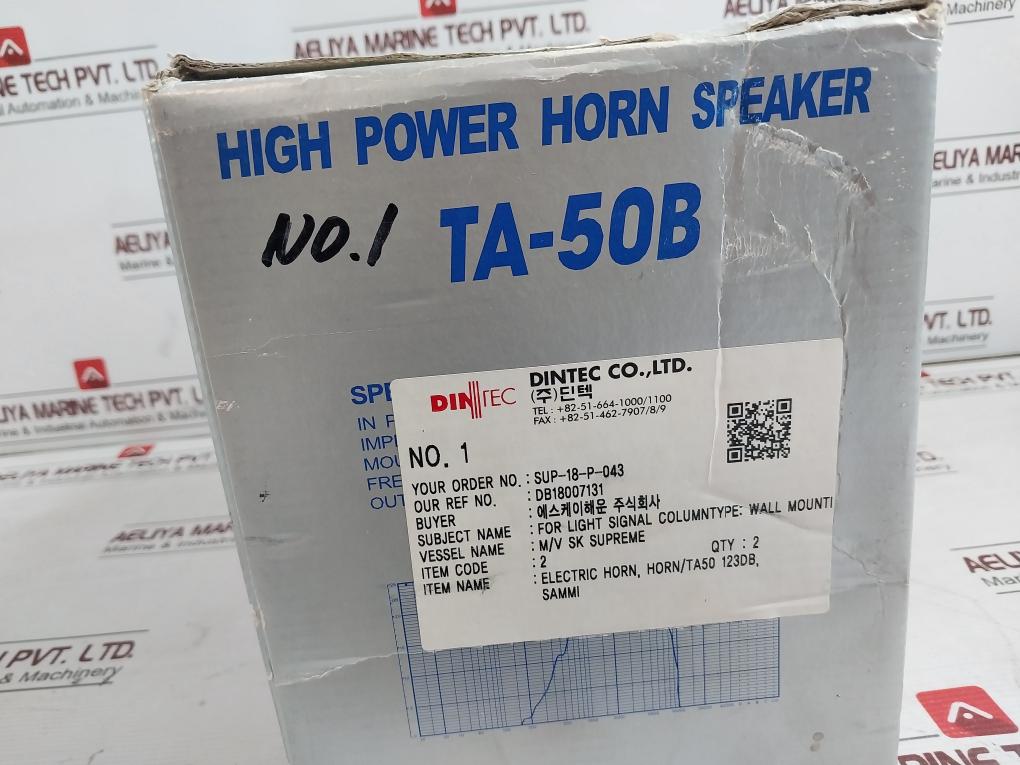 AELIYA MARINE TECH PVT. LTD.
HIGH POWER HORN SPEAKER
NO.1 TA-50B
DINTEC
DINTEC CO.,LTD.
(주)딘텍
TEL : +82-51-664-1000/1100
FAX : +82-51-462-7907/8/9
NO. 1
YOUR ORDER NO. : SUP-18-P-043
OUR REF NO. : DB18007131
BUYER : 에스케이해운 주식회사
SUBJECT NAME : FOR LIGHT SIGNAL COLUMNTYPE: WALL MOUNTI
VESSEL NAME : M/V SK SUPREME
ITEM CODE : 2 QTY : 2
ITEM NAME : ELECTRIC HORN, HORN/TA50 123DB,
SAMMI